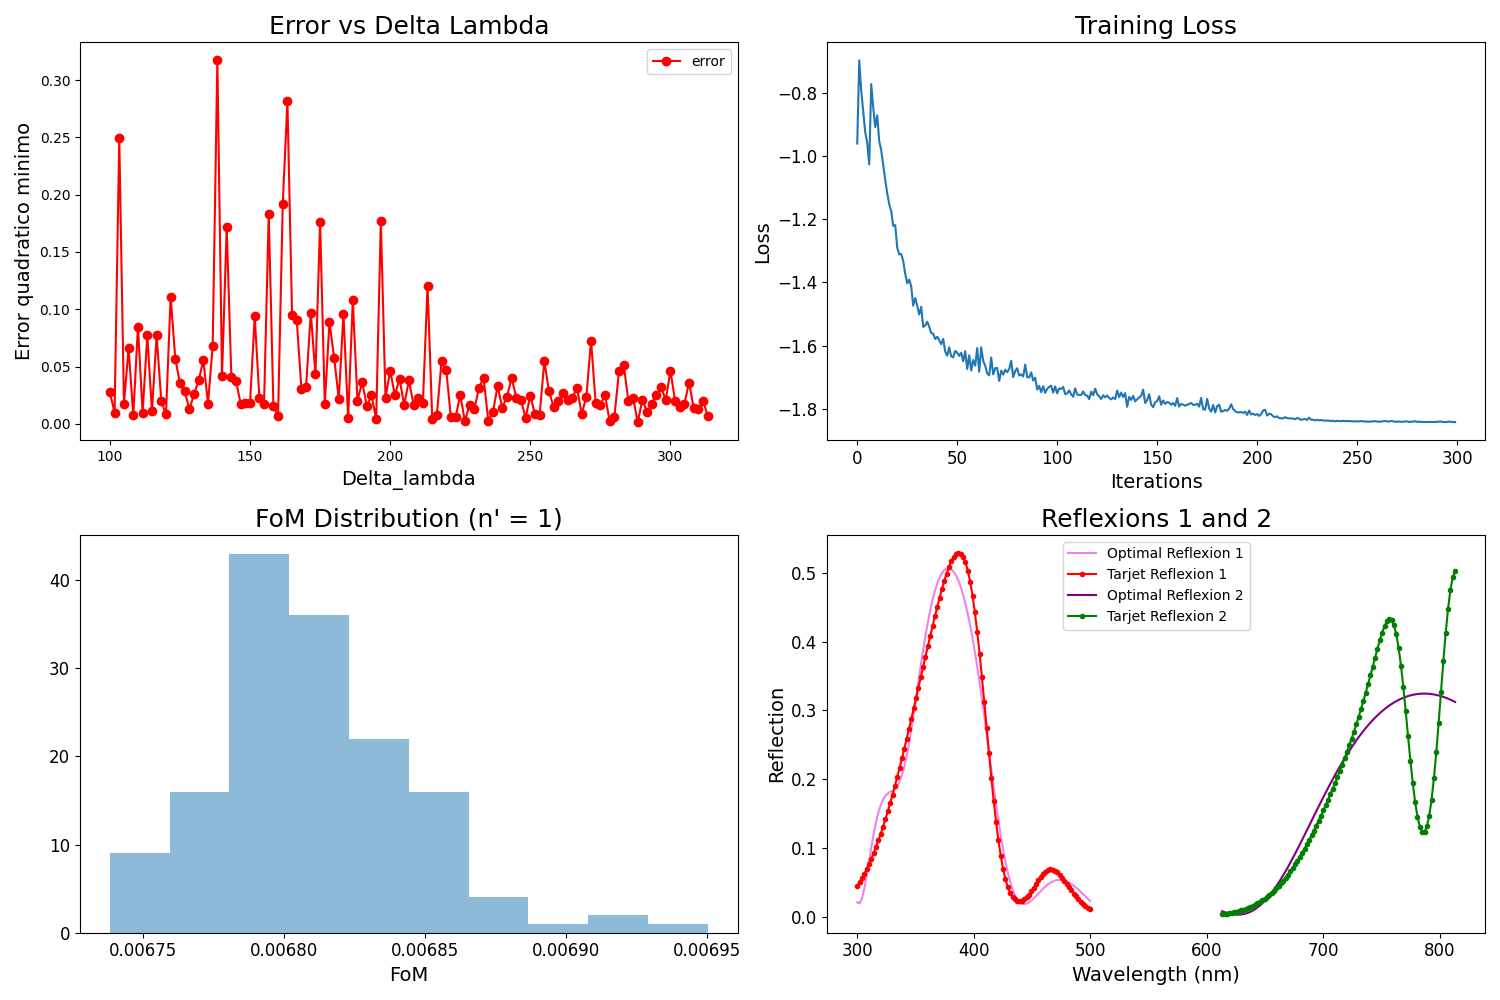 Error vs Delta Lambda
error
Error quadratico minimo
0.30
0.25
0.20
0.15
0.10
0.05
0.00
100 150 200 250 300
Delta_lambda
Training Loss
Loss
−0.8
−1.0
−1.2
−1.4
−1.6
−1.8
0 50 100 150 200 250 300
Iterations
FoM Distribution (n' = 1)
40
30
20
10
0
0.00675 0.00680 0.00685 0.00690 0.00695
FoM
Reflexions 1 and 2
Optimal Reflexion 1
Tarjet Reflexion 1
Optimal Reflexion 2
Tarjet Reflexion 2
Reflection
0.5
0.4
0.3
0.2
0.1
0.0
300 400 500 600 700 800
Wavelength (nm)